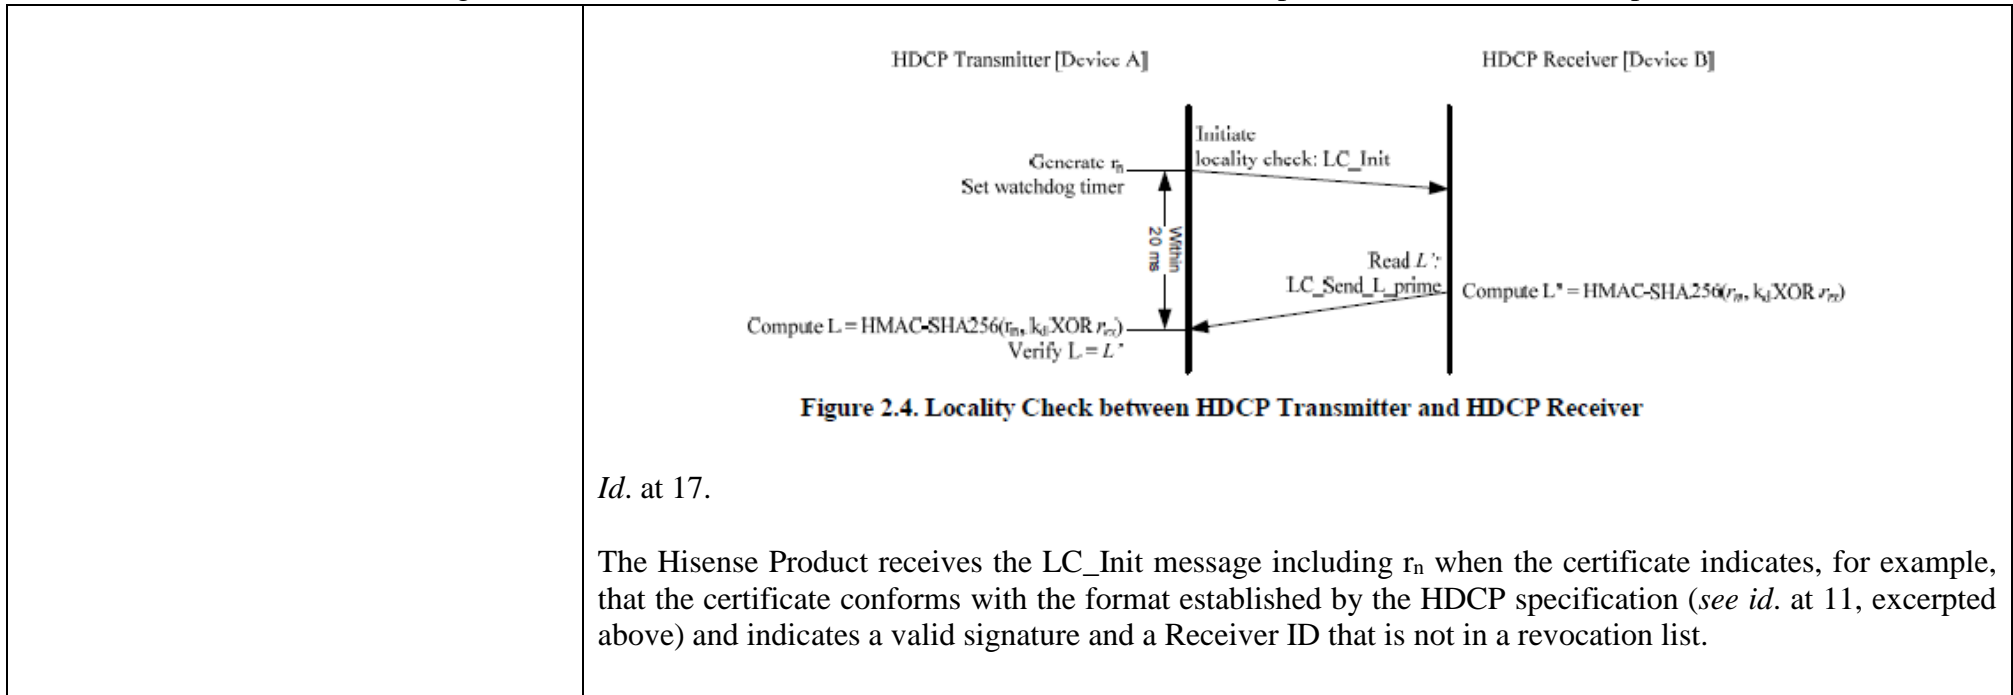 HDCP Transmitter [Device A]
HDCP Receiver [Device B]
Initiate
locality check: LC_Init
Generate rn
Set watchdog timer
Within
20 ms
Read L':
LC_Send_L_prime
Compute L' = HMAC-SHA256(rn, kd XOR rrx)
Compute L = HMAC-SHA256(rn, kd XOR rrx)
Verify L = L'
Figure 2.4. Locality Check between HDCP Transmitter and HDCP Receiver
Id. at 17.
The Hisense Product receives the LC_Init message including rn when the certificate indicates, for example,
that the certificate conforms with the format established by the HDCP specification (see id. at 11, excerpted
above) and indicates a valid signature and a Receiver ID that is not in a revocation list.